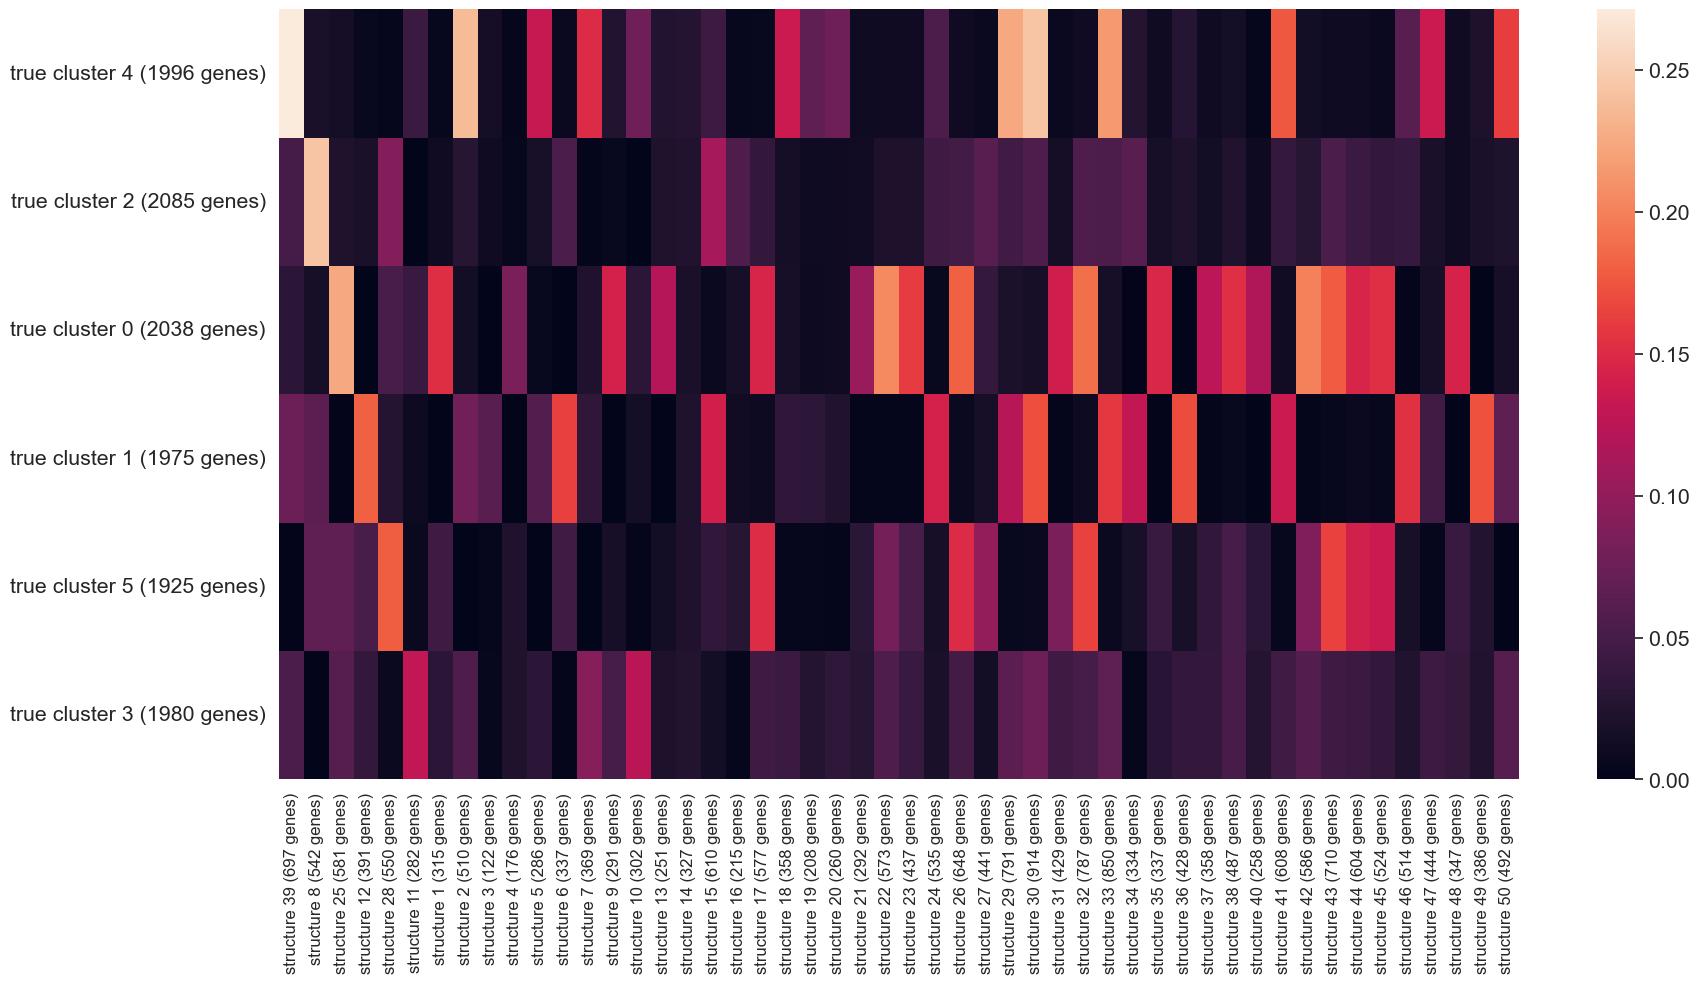 true cluster 4 (1996 genes)
true cluster 2 (2085 genes)
true cluster 0 (2038 genes)
true cluster 1 (1975 genes)
true cluster 5 (1925 genes)
true cluster 3 (1980 genes)
0.25
0.20
0.15
0.10
0.05
0.00
structure 39 (697 genes)
structure 8 (542 genes)
structure 25 (581 genes)
structure 12 (391 genes)
structure 28 (550 genes)
structure 11 (282 genes)
structure 1 (315 genes)
structure 2 (510 genes)
structure 3 (122 genes)
structure 4 (176 genes)
structure 5 (286 genes)
structure 6 (337 genes)
structure 7 (369 genes)
structure 9 (291 genes)
structure 10 (302 genes)
structure 13 (251 genes)
structure 14 (327 genes)
structure 15 (610 genes)
structure 16 (215 genes)
structure 17 (577 genes)
structure 18 (358 genes)
structure 19 (208 genes)
structure 20 (260 genes)
structure 21 (292 genes)
structure 22 (573 genes)
structure 23 (437 genes)
structure 24 (535 genes)
structure 26 (648 genes)
structure 27 (441 genes)
structure 29 (791 genes)
structure 30 (914 genes)
structure 31 (429 genes)
structure 32 (787 genes)
structure 33 (850 genes)
structure 34 (334 genes)
structure 35 (337 genes)
structure 36 (428 genes)
structure 37 (358 genes)
structure 38 (487 genes)
structure 40 (258 genes)
structure 41 (608 genes)
structure 42 (586 genes)
structure 43 (710 genes)
structure 44 (604 genes)
structure 45 (524 genes)
structure 46 (514 genes)
structure 47 (444 genes)
structure 48 (347 genes)
structure 49 (386 genes)
structure 50 (492 genes)